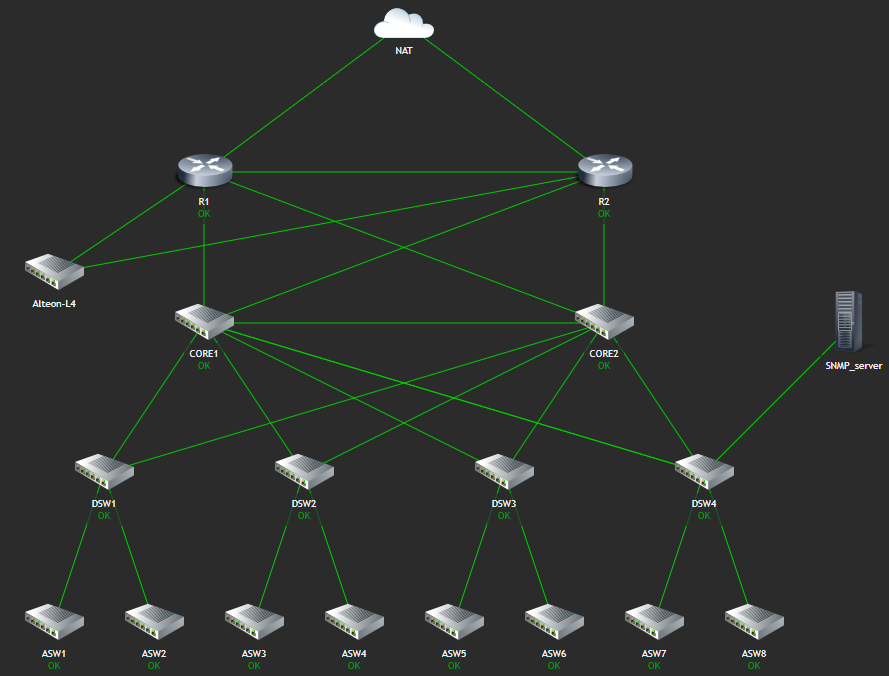 NAT
R1
OK
R2
OK
Alteon-L4
CORE1
OK
CORE2
OK
SNMP_server
DSW1
OK
DSW2
OK
DSW3
OK
DSW4
OK
ASW1
OK
ASW2
OK
ASW3
OK
ASW4
OK
ASW5
OK
ASW6
OK
ASW7
OK
ASW8
OK